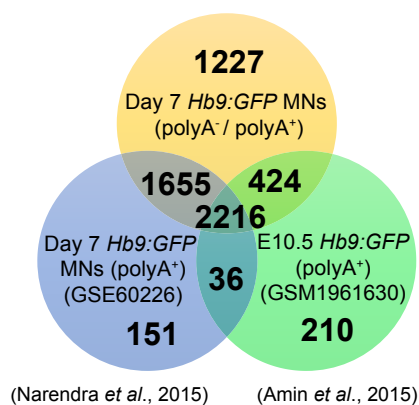 1227
Day 7 Hb9:GFP MNs
(polyA⁻ / polyA⁺)
1655 424
2216
Day 7 Hb9:GFP
MNs (polyA⁺)
(GSE60226)
36
E10.5 Hb9:GFP
(polyA⁺)
(GSM1961630)
151 210
(Narendra et al., 2015) (Amin et al., 2015)